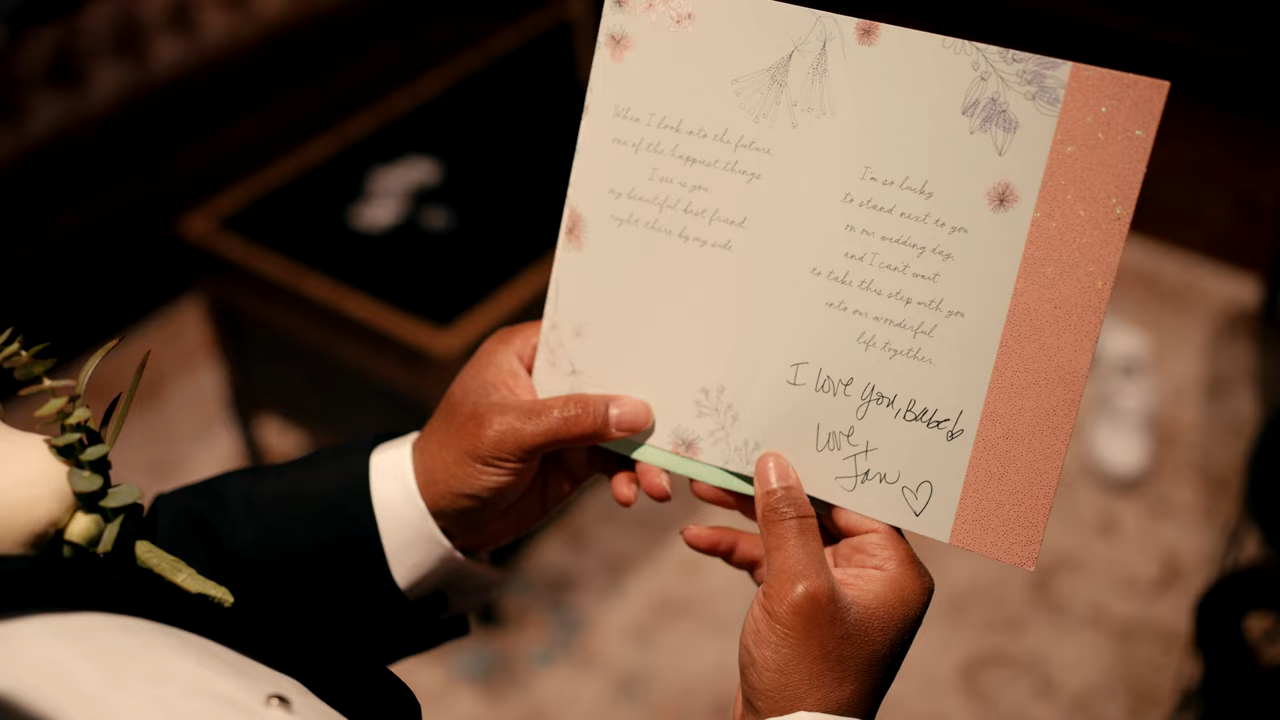 When I look into the future,
one of the happiest things
I see is you,
my beautiful best friend
right there by my side.
I'm so lucky
to stand next to you
on our wedding day,
and I can't wait
to take this step with you
into our wonderful
life together.
I love you, Babe!
Love,
Jaw